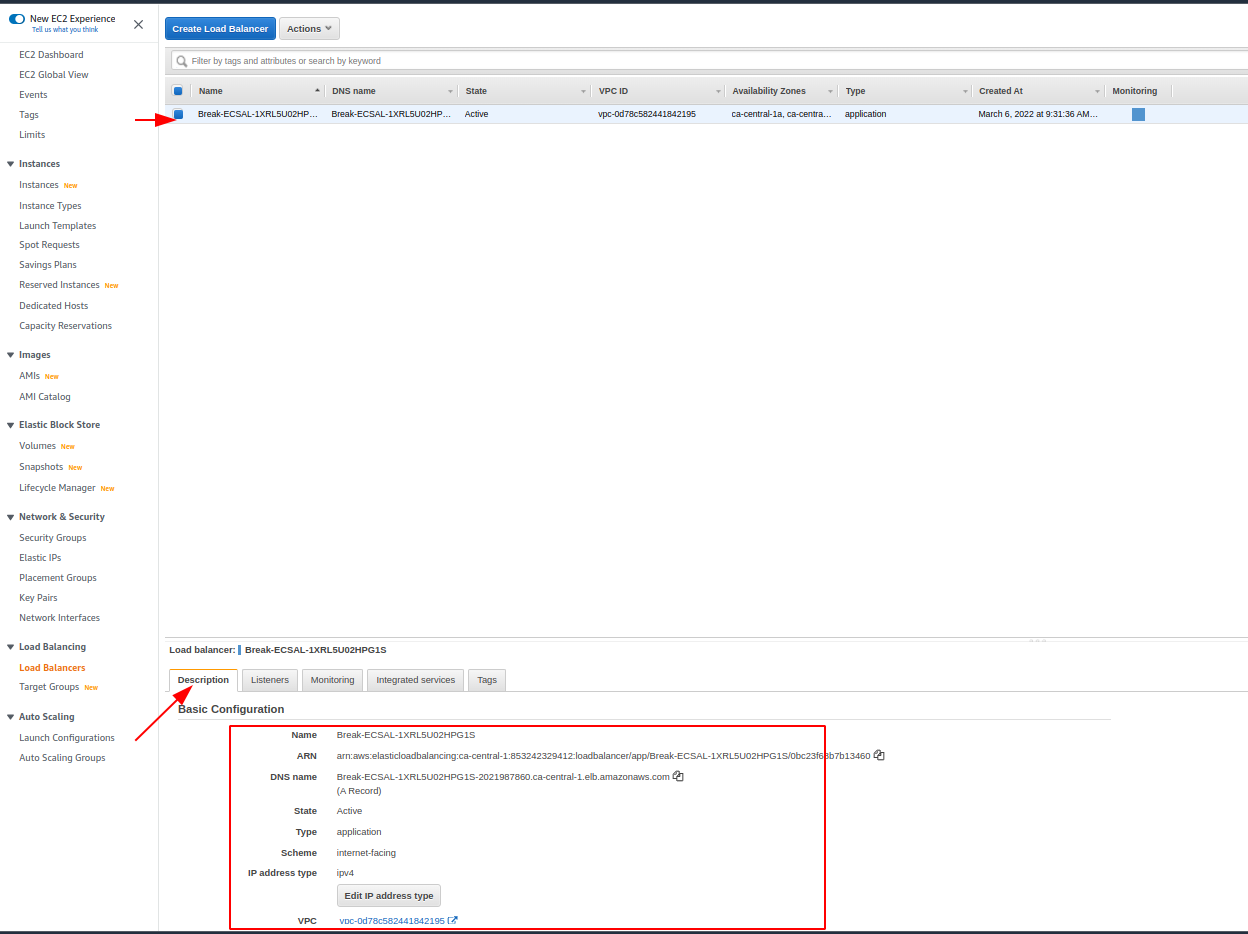 New EC2 Experience
Tell us what you think
EC2 Dashboard
EC2 Global View
Events
Tags
Limits
Instances
Instances New
Instance Types
Launch Templates
Spot Requests
Savings Plans
Reserved Instances New
Dedicated Hosts
Capacity Reservations
Images
AMIs New
AMI Catalog
Elastic Block Store
Volumes New
Snapshots New
Lifecycle Manager New
Network & Security
Security Groups
Elastic IPs
Placement Groups
Key Pairs
Network Interfaces
Load Balancing
Load Balancers
Target Groups New
Auto Scaling
Launch Configurations
Auto Scaling Groups
Create Load Balancer Actions
Filter by tags and attributes or search by keyword
Name DNS name State VPC ID Availability Zones Type Created At Monitoring
Break-ECSAL-1XRL5U02HP... Break-ECSAL-1XRL5U02HP... Active vpc-0d78c582441842195 ca-central-1a, ca-centra... application March 6, 2022 at 9:31:36 AM...
Load balancer: Break-ECSAL-1XRL5U02HPG1S
Description Listeners Monitoring Integrated services Tags
Basic Configuration
Name Break-ECSAL-1XRL5U02HPG1S
ARN arn:aws:elasticloadbalancing:ca-central-1:853242329412:loadbalancer/app/Break-ECSAL-1XRL5U02HPG1S/0bc23f63b7b13460
DNS name Break-ECSAL-1XRL5U02HPG1S-2021987860.ca-central-1.elb.amazonaws.com
(A Record)
State Active
Type application
Scheme internet-facing
IP address type ipv4
Edit IP address type
VPC vpc-0d78c582441842195